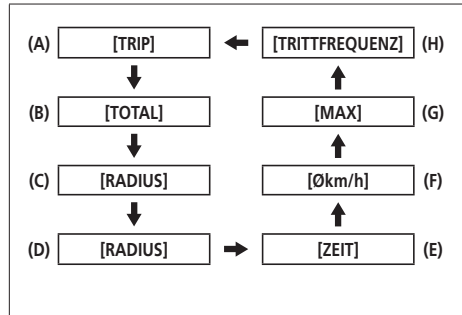 (A) [TRIP] [TRITTFREQUENZ] (H)
(B) [TOTAL] [MAX] (G)
(C) [RADIUS] [Økm/h] (F)
(D) [RADIUS] [ZEIT] (E)